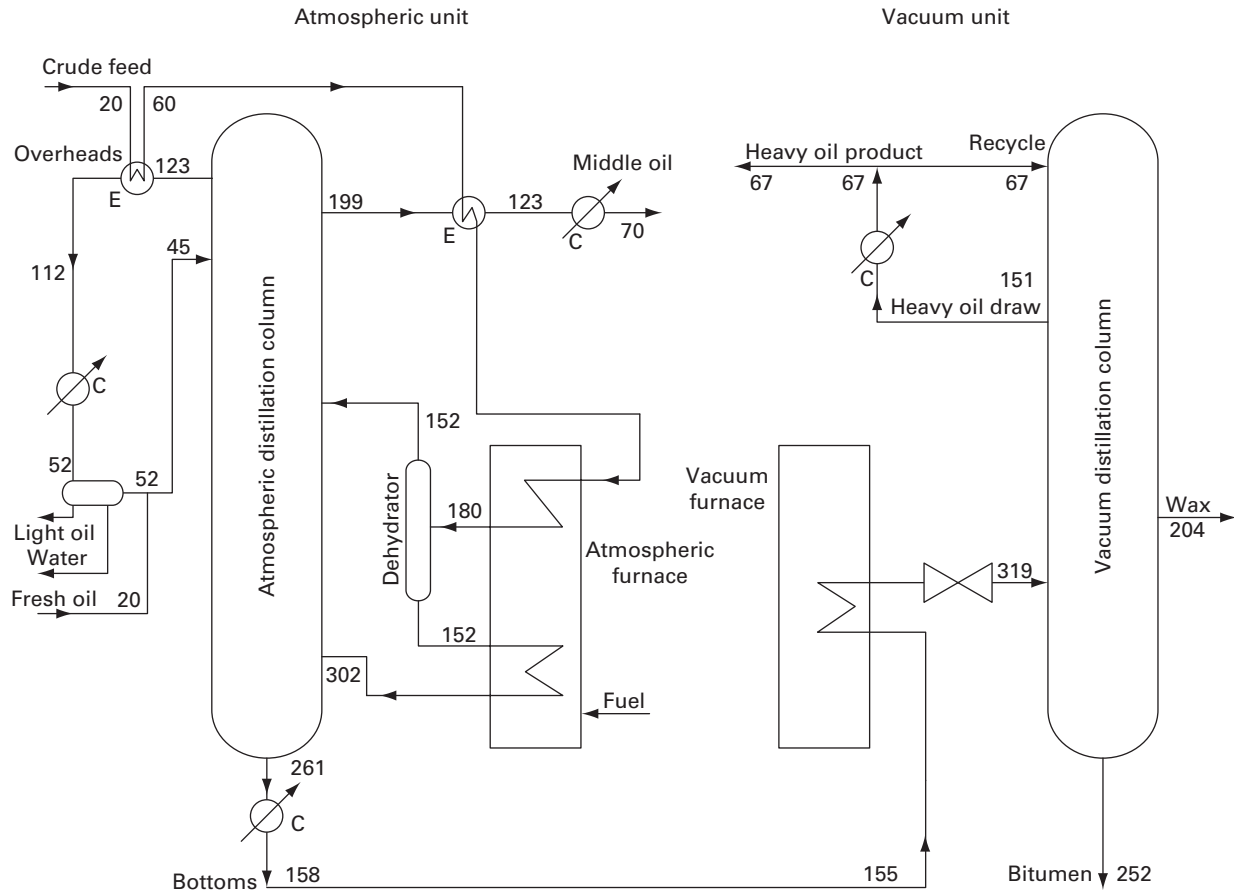 Atmospheric unit
Vacuum unit
Crude feed
20
60
Overheads
123
E
199
E
123
Middle oil
C
70
45
112
C
52
52
Light oil
Water
Fresh oil
20
Atmospheric distillation column
152
Dehydrator
180
152
302
Atmospheric
furnace
Fuel
261
C
Bottoms
158
155
Heavy oil product
Recycle
67
67
67
C
151
Heavy oil draw
Vacuum
furnace
319
Vacuum distillation column
Wax
204
Bitumen
252